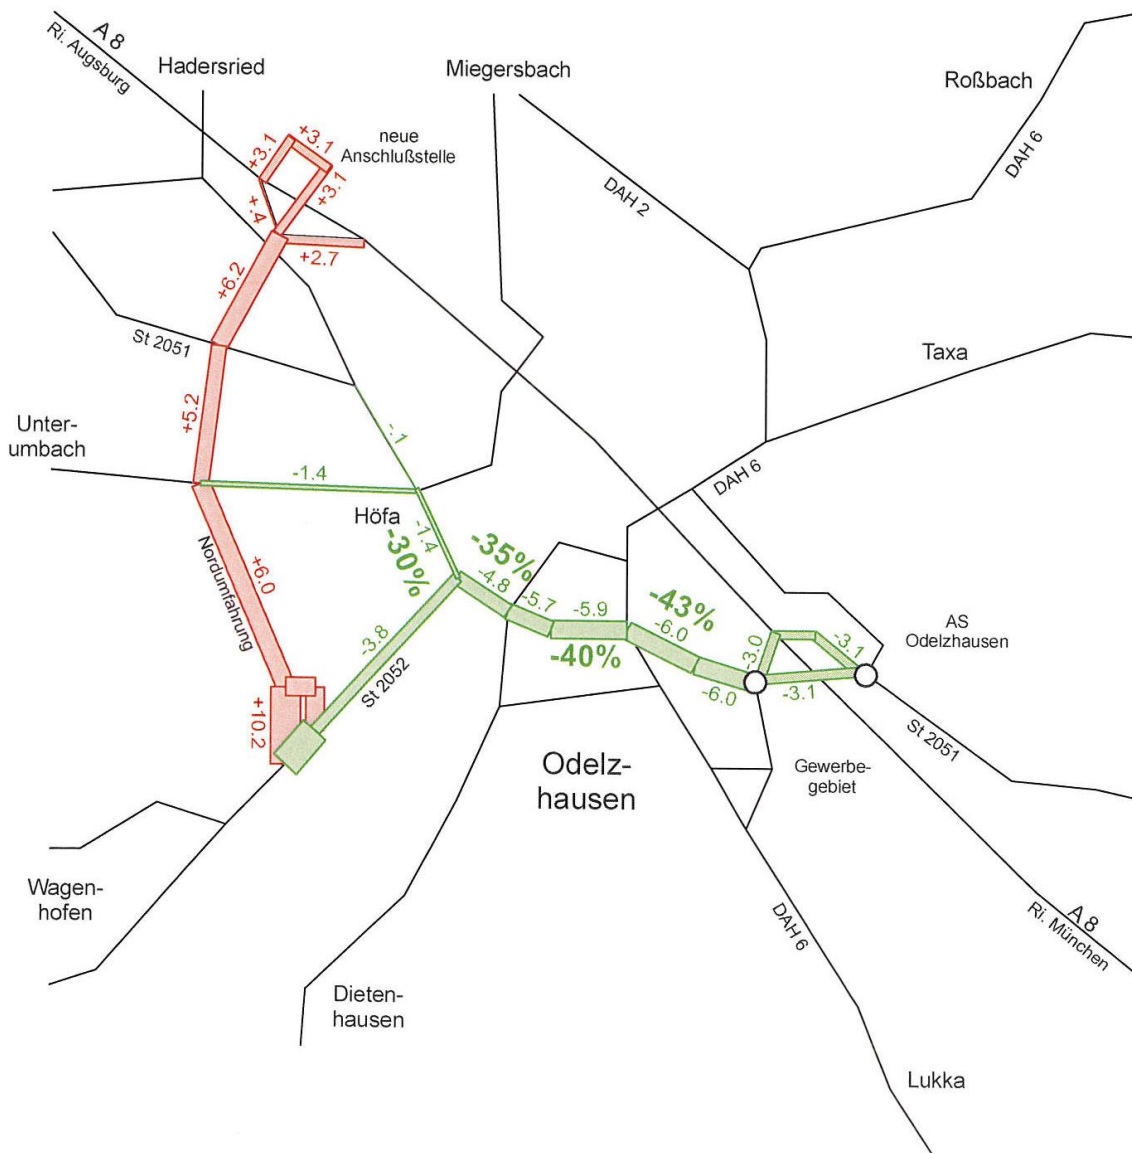 A 8
Ri. Augsburg
Hadersried
Miegersbach
Roßbach
neue
Anschlußstelle
+3.1
+3.1
+3.1
+.4
+2.7
+6.2
DAH 2
DAH 6
St 2051
Taxa
+5.2
Unter-
umbach
-.1
-1.4
DAH 6
Höfa
-1.4
-30%
-35%
-4.8
-5.7
-5.9
-40%
-43%
-6.0
-6.0
-3.0
-3.1
-3.1
AS
Odelzhausen
Nordumfahrung
+6.0
-3.8
St 2052
+10.2
St 2051
Odelz-
hausen
Gewerbe-
gebiet
Wagen-
hofen
DAH 6
A 8
Ri. München
Dieten-
hausen
Lukka